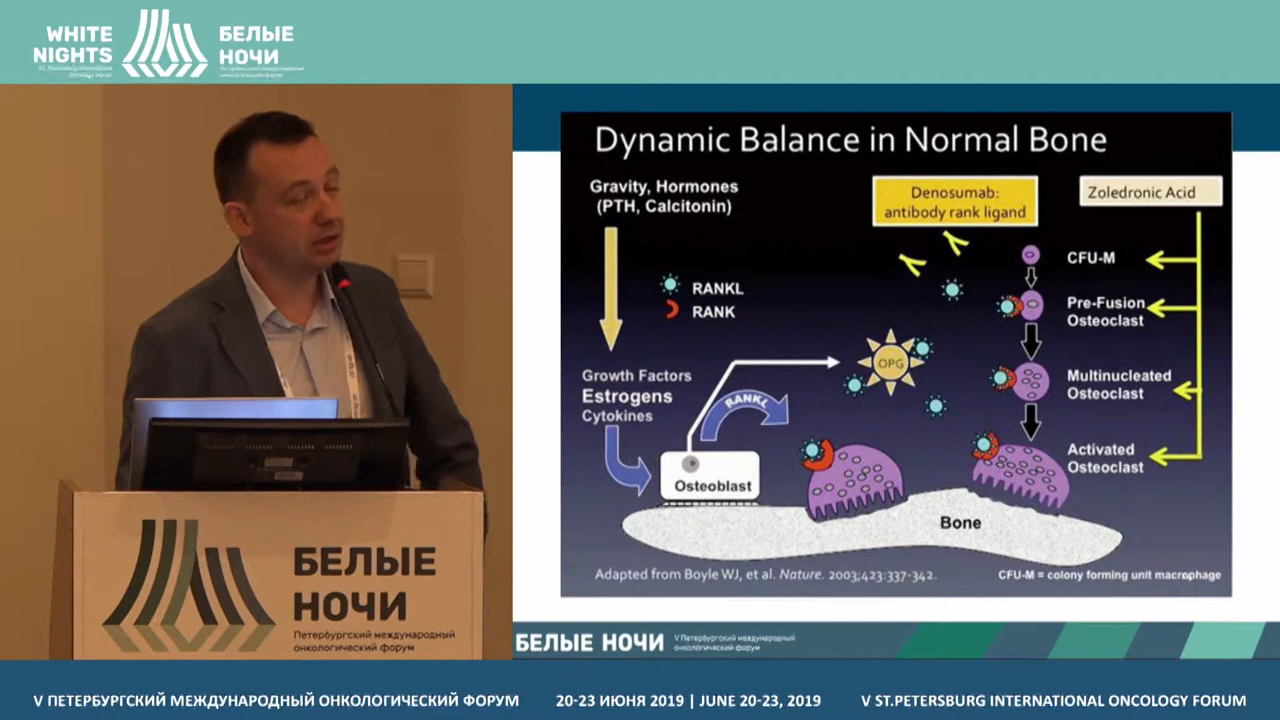 WHITE
NIGHTS
БЕЛЫЕ
НОЧИ
Dynamic Balance in Normal Bone
Gravity, Hormones
(PTH, Calcitonin)
Denosumab:
antibody rank ligand
Zoledronic Acid
CFU-M
RANKL
RANK
Pre-Fusion
Osteoclast
OPG
Growth Factors
Estrogens
Cytokines
RANKL
Multinucleated
Osteoclast
Activated
Osteoclast
Osteoblast
Bone
Adapted from Boyle WJ, et al. Nature. 2003;423:337-342.
CFU-M = colony forming unit macrophage
БЕЛЫЕ
НОЧИ
Петербургский международный
онкологический форум
БЕЛЫЕ НОЧИ
V Петербургский международный
онкологический форум
V ПЕТЕРБУРГСКИЙ МЕЖДУНАРОДНЫЙ ОНКОЛОГИЧЕСКИЙ ФОРУМ
20-23 ИЮНЯ 2019 | JUNE 20-23, 2019
V ST.PETERSBURG INTERNATIONAL ONCOLOGY FORUM